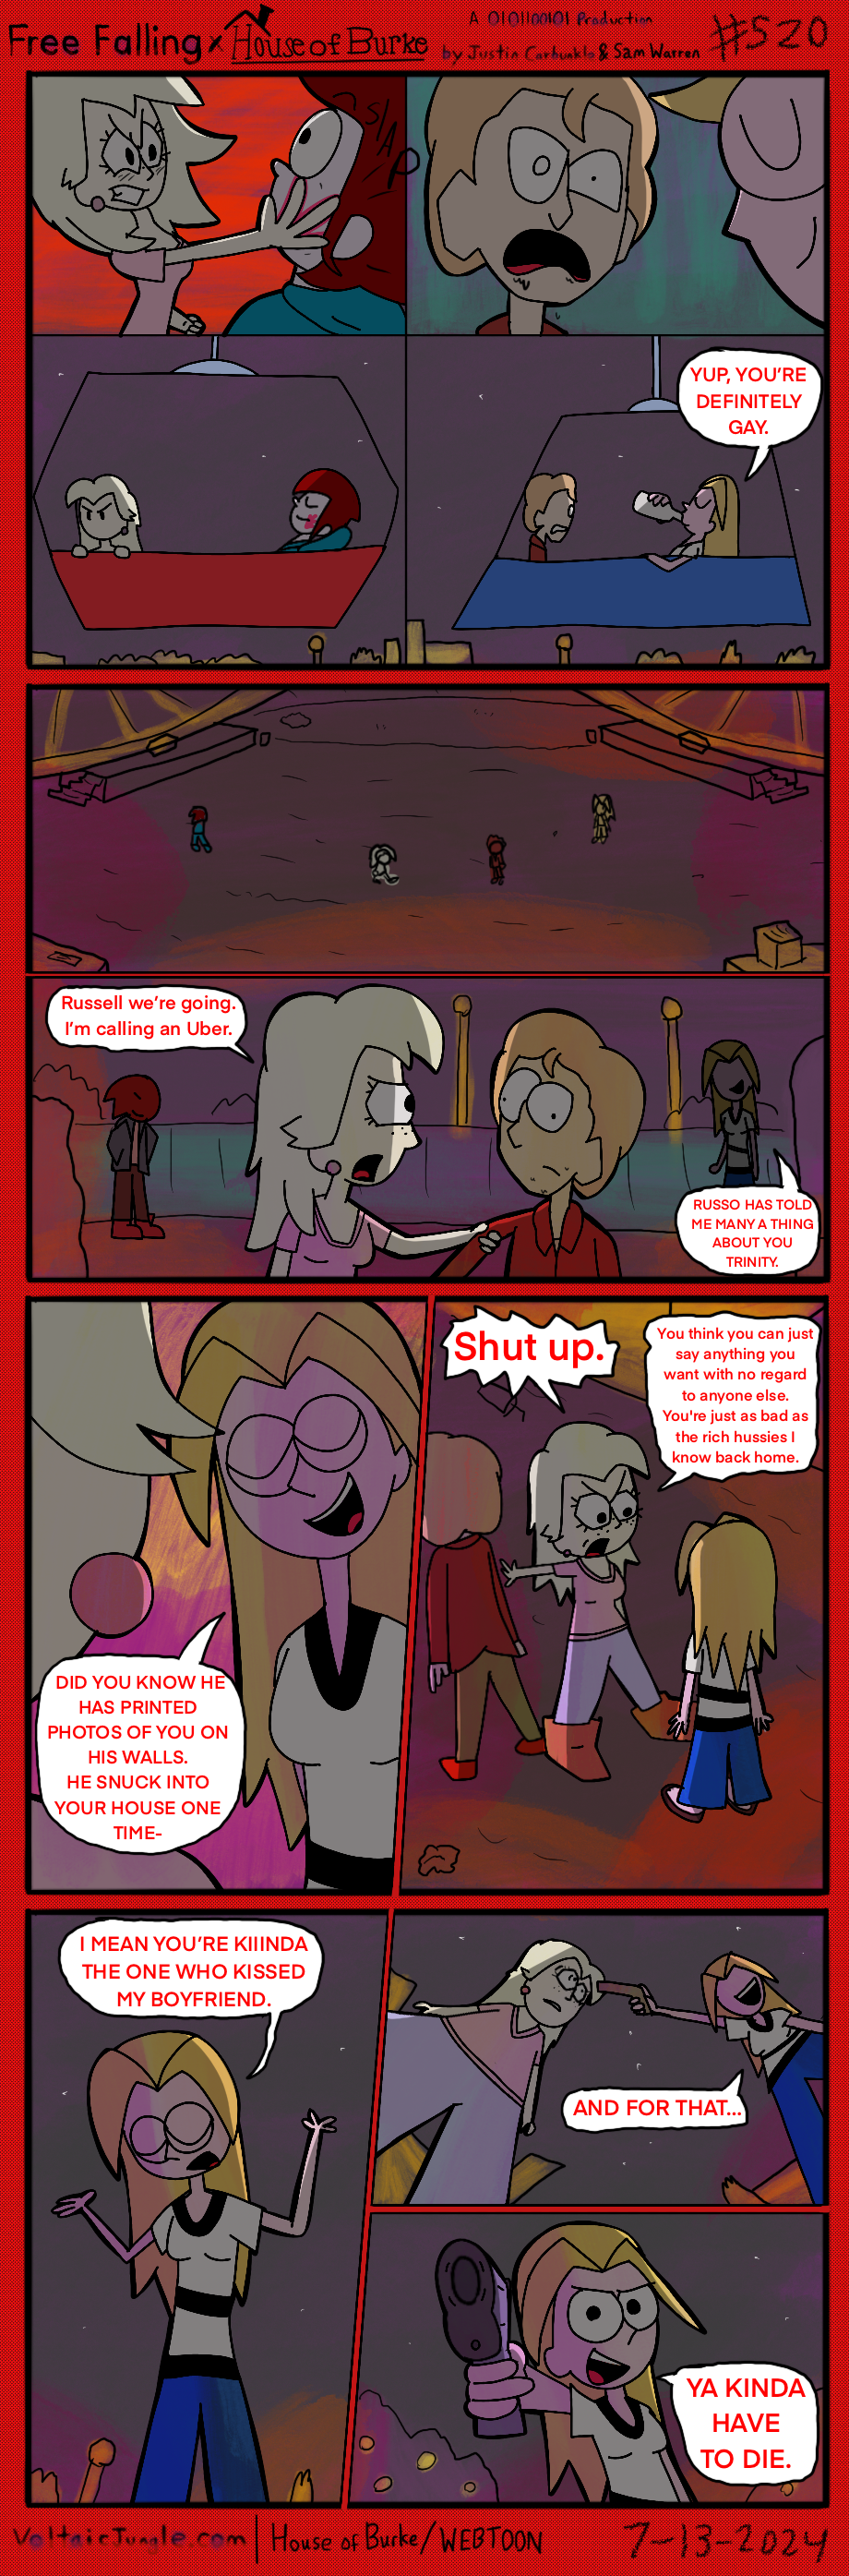 Free Falling x House of Burke
A 0101100101 Production
by Justin Carbunkle & Sam Warren
#520
SLAP
YUP, YOU'RE
DEFINITELY
GAY.
Russell we're going.
I'm calling an Uber.
RUSSO HAS TOLD
ME MANY A THING
ABOUT YOU
TRINITY.
DID YOU KNOW HE
HAS PRINTED
PHOTOS OF YOU ON
HIS WALLS.
HE SNUCK INTO
YOUR HOUSE ONE
TIME-
Shut up.
You think you can just
say anything you
want with no regard
to anyone else.
You're just as bad as
the rich hussies I
know back home.
I MEAN YOU'RE KIIINDA
THE ONE WHO KISSED
MY BOYFRIEND.
AND FOR THAT...
YA KINDA
HAVE
TO DIE.
VoltairJungle.com | House of Burke/WEBTOON
7-13-2024